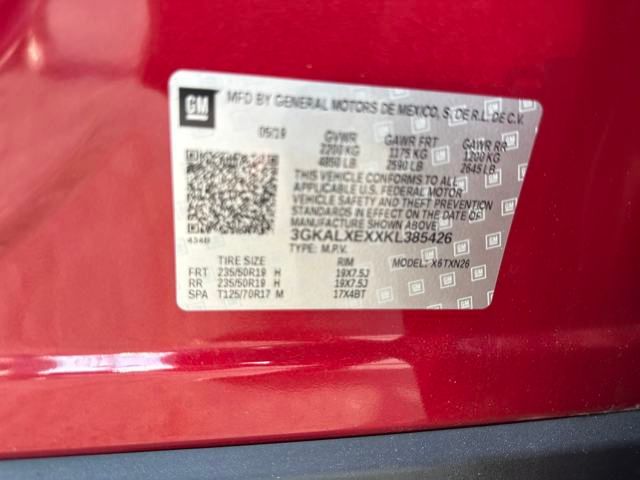 GM MFD BY GENERAL MOTORS DE MEXICO, S. DE R.L. DE C.V.
05/19 GVWR GAWR FRT GAWR RR
2200 KG 1175 KG 1200 KG
4850 LB 2590 LB 2645 LB
THIS VEHICLE CONFORMS TO ALL
APPLICABLE U.S. FEDERAL MOTOR
VEHICLE SAFETY AND THEFT PREVENTION
STANDARDS IN EFFECT ON THE DATE OF
MANUFACTURE SHOWN ABOVE.
3GKALXEXXKL385426
434B
TYPE: M.P.V. MODEL: X6TXN26
TIRE SIZE RIM
FRT 235/50R19 H 19X7.5J
RR 235/50R19 H 19X7.5J
SPA T125/70R17 M 17X4BT